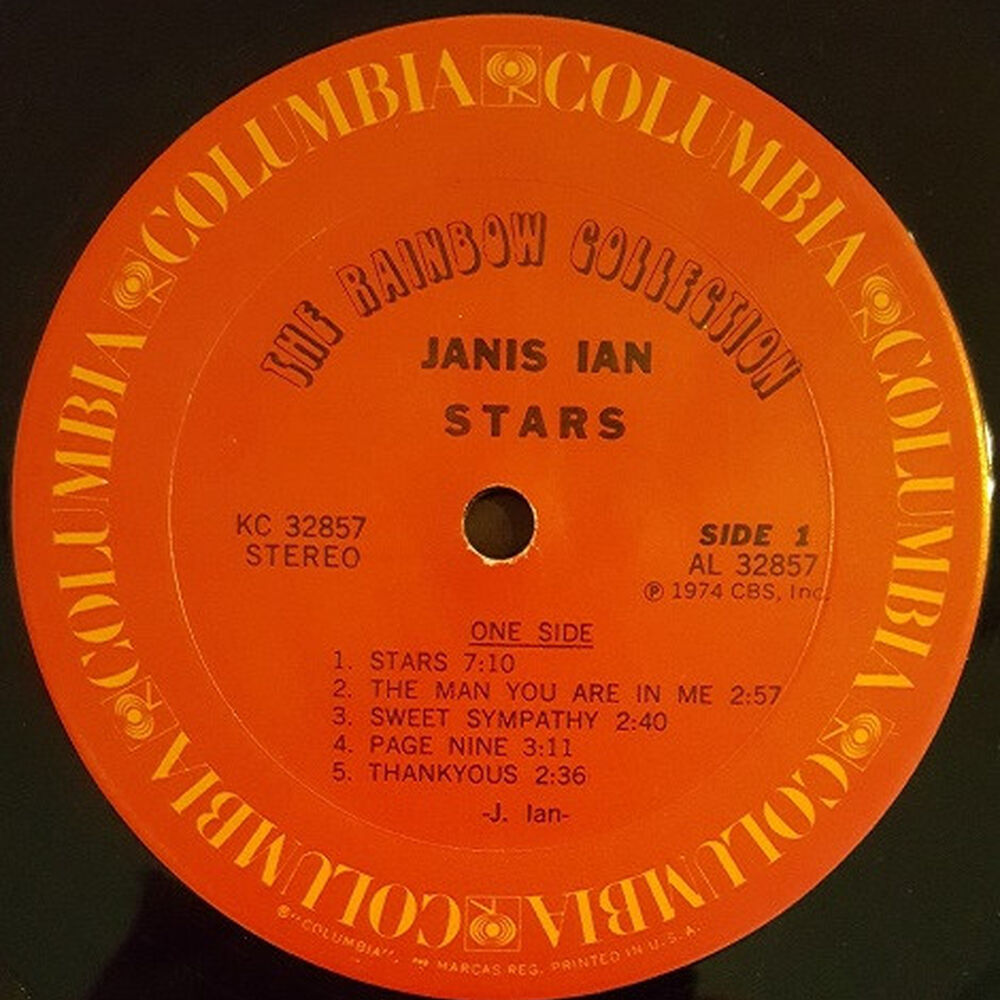 COLUMBIA COLUMBIA COLUMBIA COLUMBIA COLUMBIA COLUMBIA
THE RAINBOW COLLECTION
JANIS IAN
STARS
KC 32857
STEREO
SIDE 1
AL 32857
℗ 1974 CBS, Inc.
ONE SIDE
1. STARS 7:10
2. THE MAN YOU ARE IN ME 2:57
3. SWEET SYMPATHY 2:40
4. PAGE NINE 3:11
5. THANKYOUS 2:36
-J. Ian-
® "COLUMBIA", MARCAS REG. PRINTED IN U.S.A.